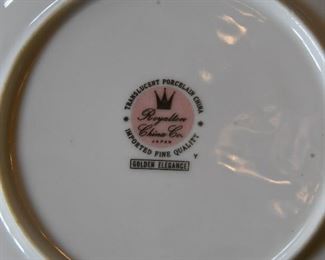 TRANSLUCENT PORCELAIN CHINA
Royalton
China Co.
JAPAN
IMPORTED FINE QUALITY
Y
GOLDEN ELEGANCE